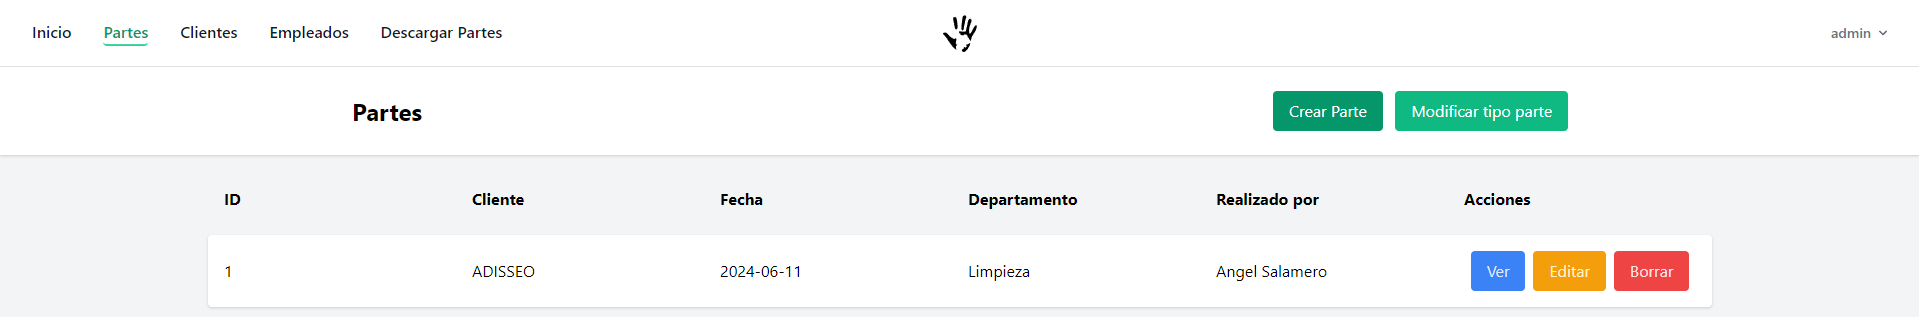 Inicio Partes Clientes Empleados Descargar Partes admin
Partes Crear Parte Modificar tipo parte
ID Cliente Fecha Departamento Realizado por Acciones
1 ADISSEO 2024-06-11 Limpieza Angel Salamero Ver Editar Borrar